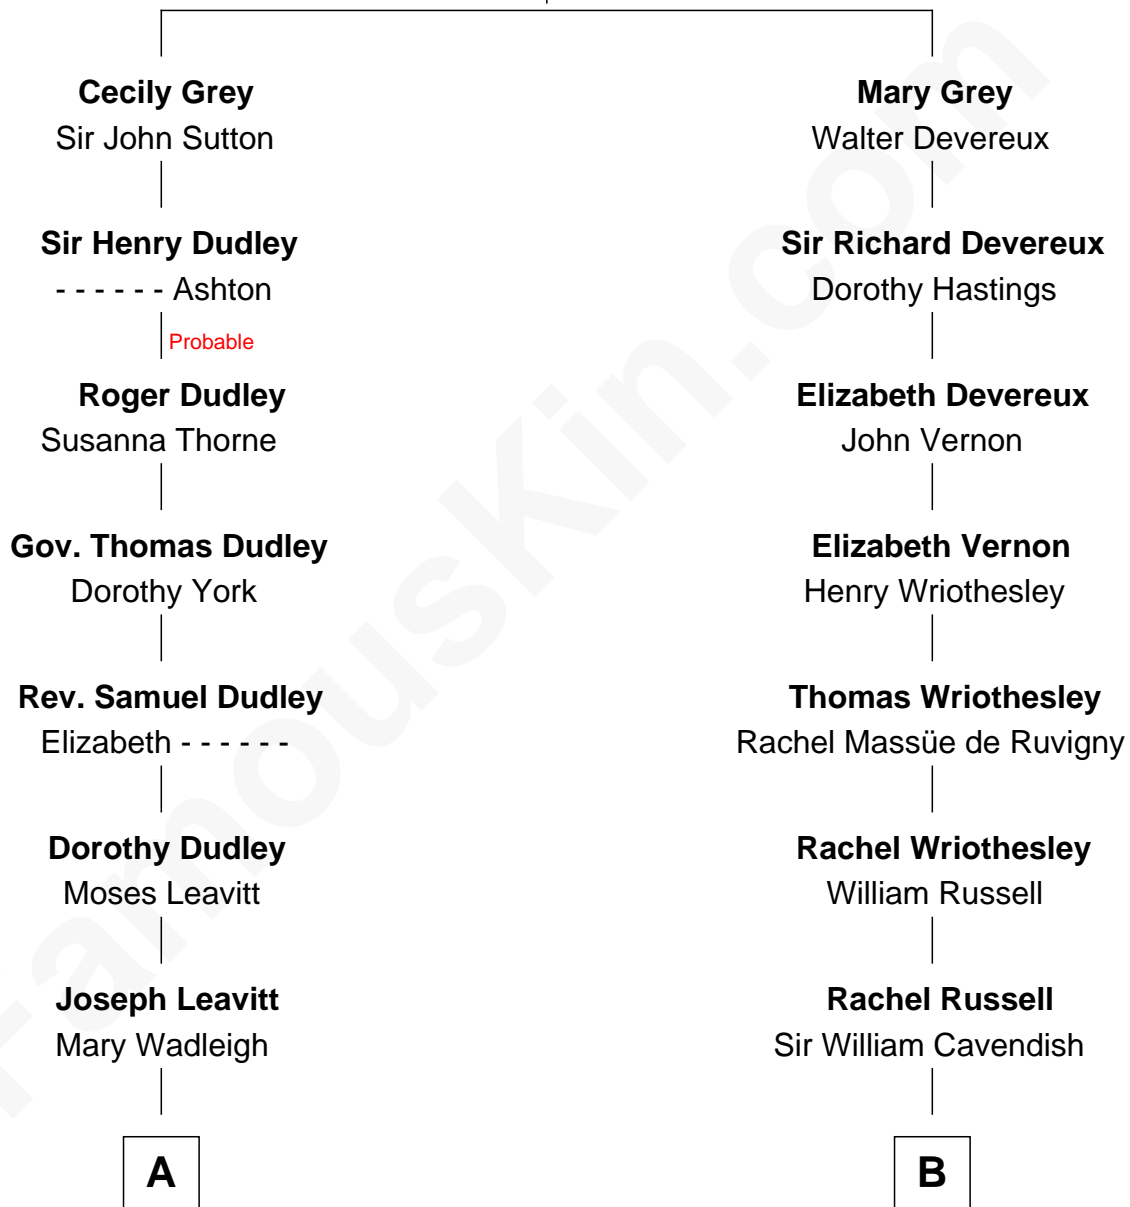 Cecily Grey
Sir John Sutton
Sir Henry Dudley
- - - - - - Ashton
Probable
Roger Dudley
Susanna Thorne
Gov. Thomas Dudley
Dorothy York
Rev. Samuel Dudley
Elizabeth - - - - - -
Dorothy Dudley
Moses Leavitt
Joseph Leavitt
Mary Wadleigh
A
Mary Grey
Walter Devereux
Sir Richard Devereux
Dorothy Hastings
Elizabeth Devereux
John Vernon
Elizabeth Vernon
Henry Wriothesley
Thomas Wriothesley
Rachel Massüe de Ruvigny
Rachel Wriothesley
William Russell
Rachel Russell
Sir William Cavendish
B
FamousKin.com